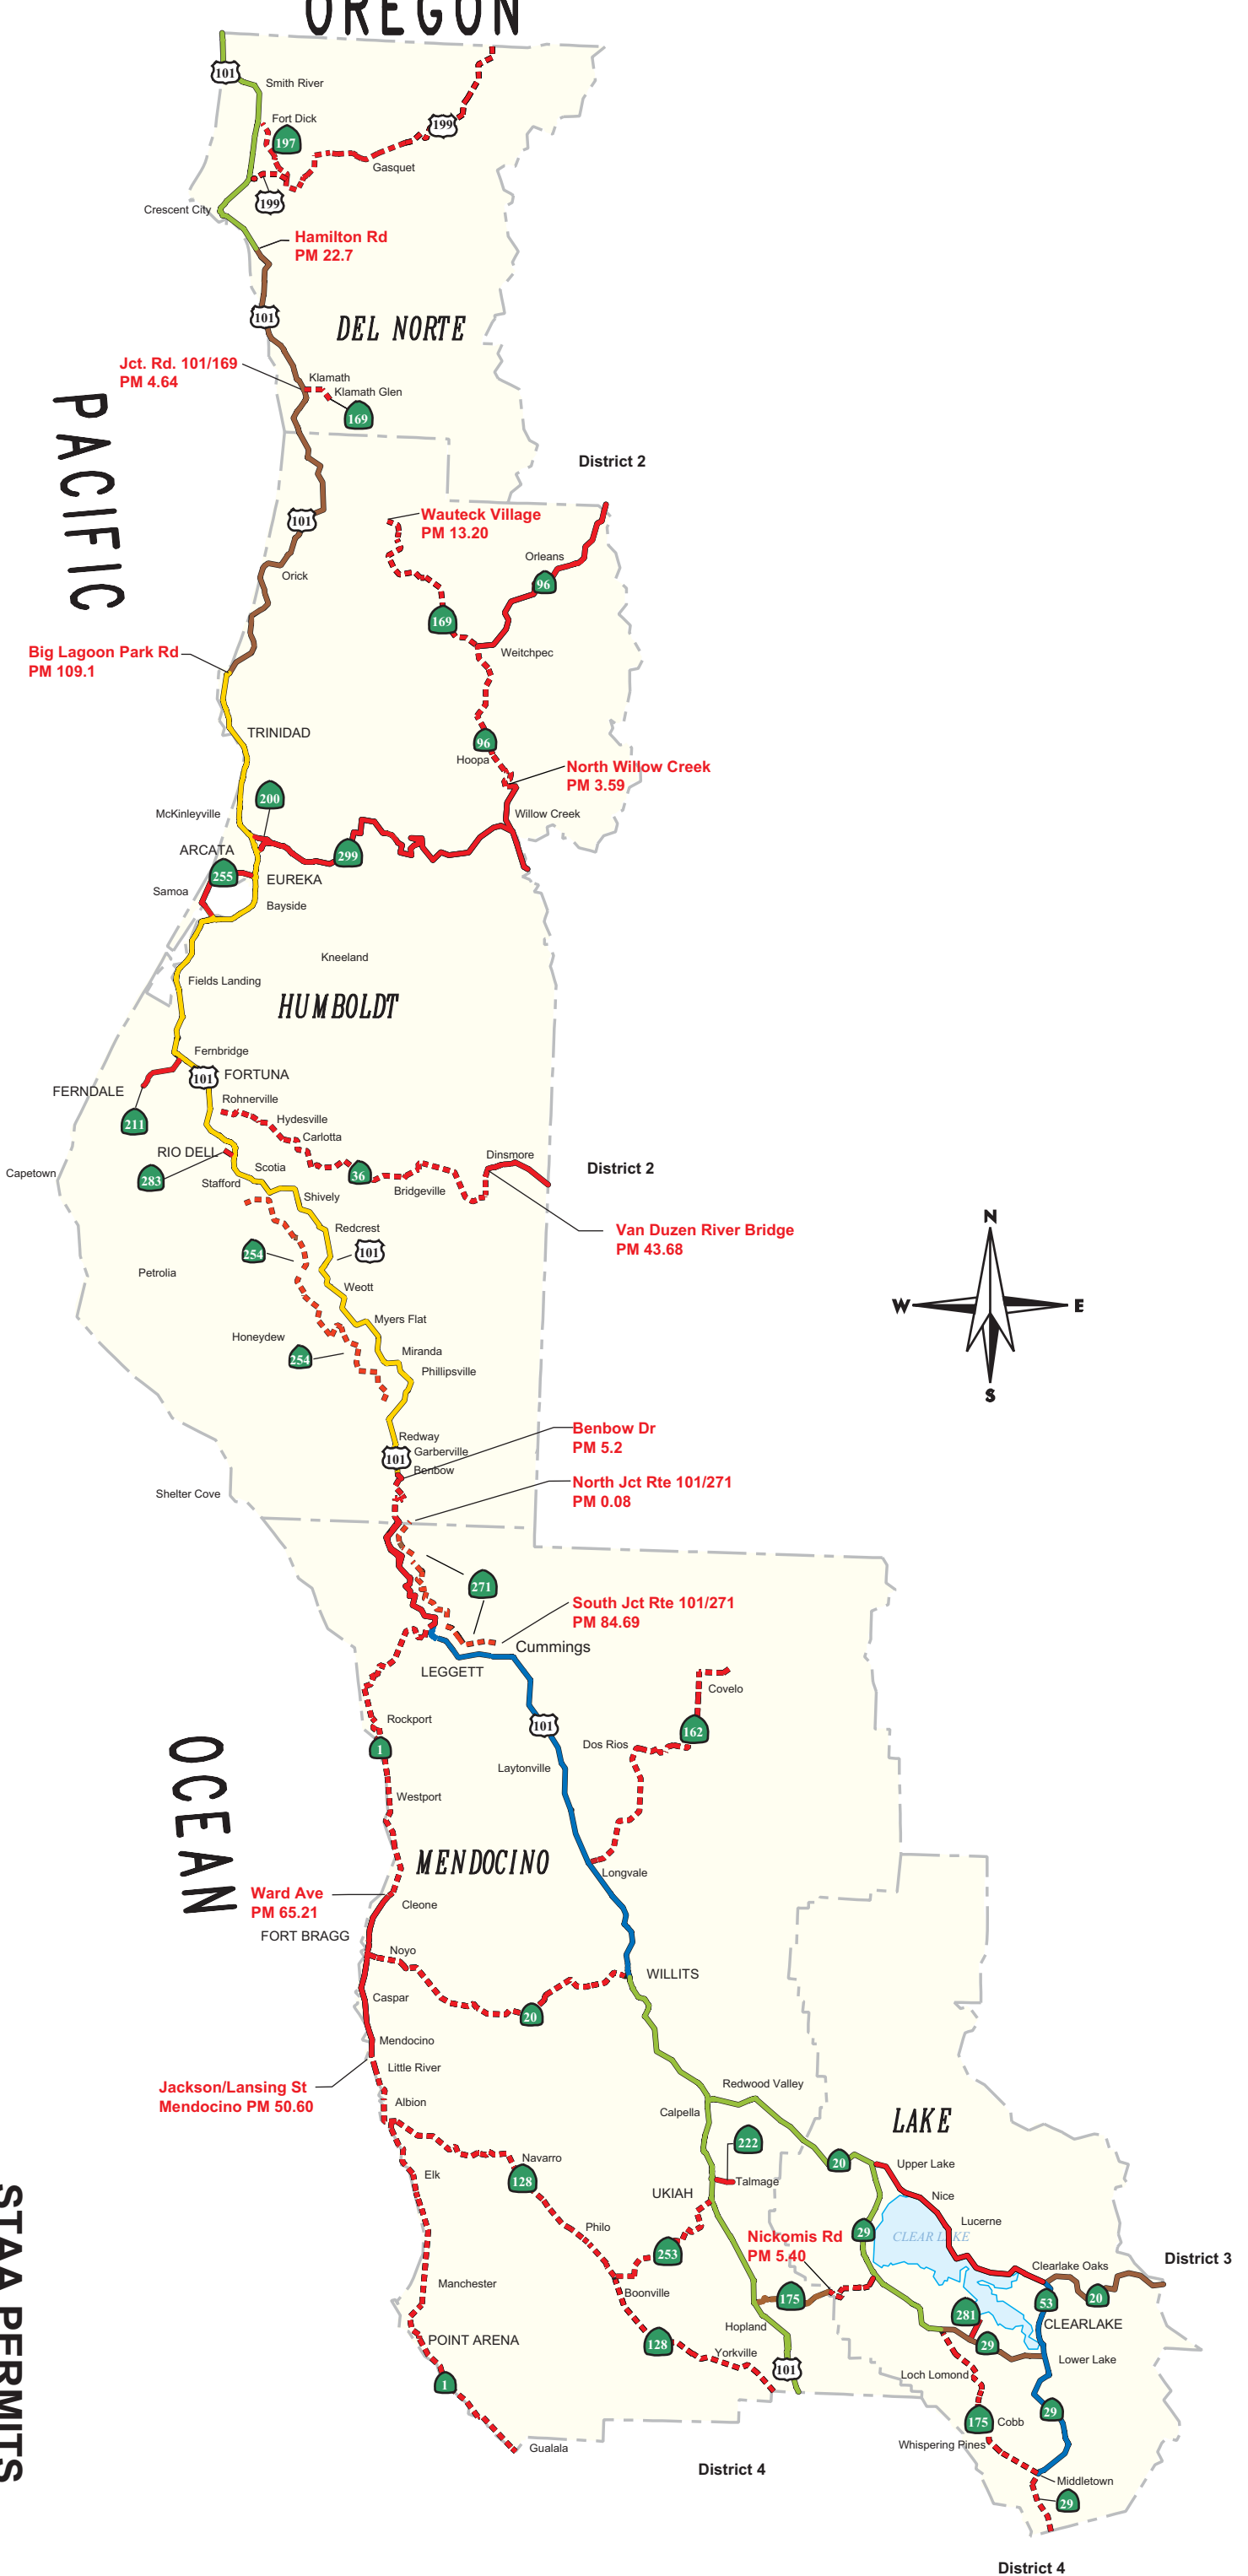 OREGON
101
Smith River
Fort Dick
197
199
Gasquet
199
Crescent City
Hamilton Rd
PM 22.7
101
DEL NORTE
Jct. Rd. 101/169
PM 4.64
Klamath
Klamath Glen
169
PACIFIC
District 2
Wauteck Village
PM 13.20
101
Orleans
96
Orick
169
Weitchpec
Big Lagoon Park Rd
PM 109.1
TRINIDAD
96
Hoopa
North Willow Creek
PM 3.59
200
McKinleyville
Willow Creek
ARCATA
299
255
EUREKA
Samoa
Bayside
Kneeland
Fields Landing
HUMBOLDT
Fernbridge
101
FORTUNA
FERNDALE
Rohnerville
211
Hydesville
Carlotta
RIO DELL
Dinsmore
Scotia
District 2
Capetown
283
Stafford
36
Bridgeville
Shively
Redcrest
Van Duzen River Bridge
PM 43.68
254
101
Petrolia
Weott
N
W
E
S
Myers Flat
Honeydew
254
Miranda
Phillipsville
Redway
Benbow Dr
PM 5.2
101
Garberville
Benbow
North Jct Rte 101/271
PM 0.08
Shelter Cove
271
South Jct Rte 101/271
PM 84.69
Cummings
LEGGETT
Covelo
Rockport
101
162
1
Dos Rios
Laytonville
OCEAN
Westport
MENDOCINO
Longvale
Ward Ave
PM 65.21
Cleone
FORT BRAGG
Noyo
WILLITS
Caspar
20
Mendocino
Little River
Jackson/Lansing St
Mendocino PM 50.60
Redwood Valley
Albion
Calpella
LAKE
222
Navarro
20
Upper Lake
Elk
128
Talmage
UKIAH
Nice
Philo
Lucerne
29
CLEAR LAKE
Nickomis Rd
PM 5.40
253
District 3
Clearlake Oaks
Manchester
Boonville
175
20
53
281
CLEARLAKE
Hopland
POINT ARENA
128
29
Yorkville
Lower Lake
101
Loch Lomond
1
29
175
Cobb
Whispering Pines
Gualala
District 4
Middletown
29
District 4
STAA PERMITS